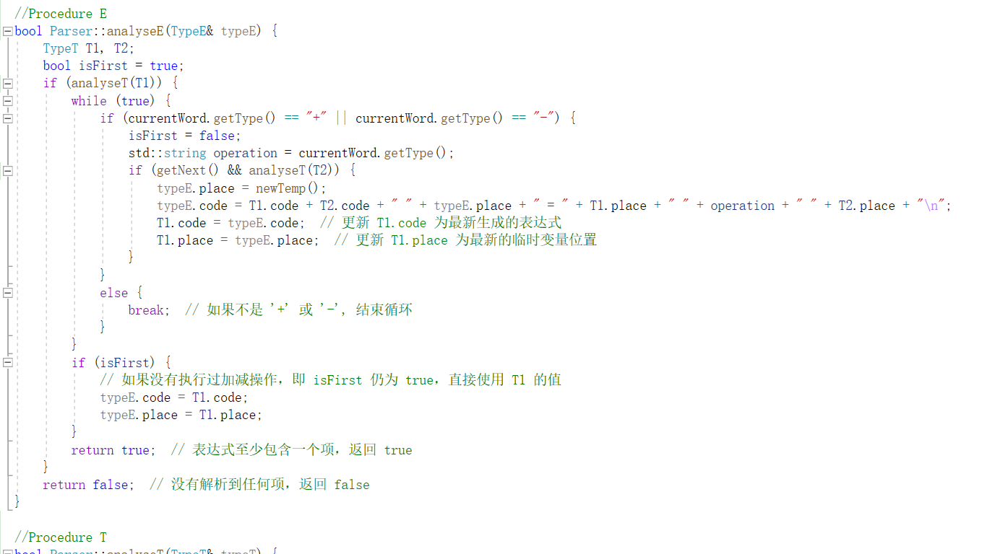 //Procedure E
bool Parser::analyseE(TypeE& typeE) {
TypeT T1, T2;
bool isFirst = true;
if (analyseT(T1)) {
while (true) {
if (currentWord.getType() == "+" || currentWord.getType() == "-") {
isFirst = false;
std::string operation = currentWord.getType();
if (getNext() && analyseT(T2)) {
typeE.place = newTemp();
typeE.code = T1.code + T2.code + " " + typeE.place + " = " + T1.place + " " + operation + " " + T2.place + "\n";
T1.code = typeE.code;  // 更新 T1.code 为最新生成的表达式
T1.place = typeE.place;  // 更新 T1.place 为最新的临时变量位置
}
}
else {
break;  // 如果不是 '+' 或 '-', 结束循环
}
}
if (isFirst) {
// 如果没有执行过加减操作，即 isFirst 仍为 true，直接使用 T1 的值
typeE.code = T1.code;
typeE.place = T1.place;
}
return true;  // 表达式至少包含一个项，返回 true
}
return false;  // 没有解析到任何项，返回 false
}
//Procedure T
bool Parser::analyseT(TypeT& typeT) {